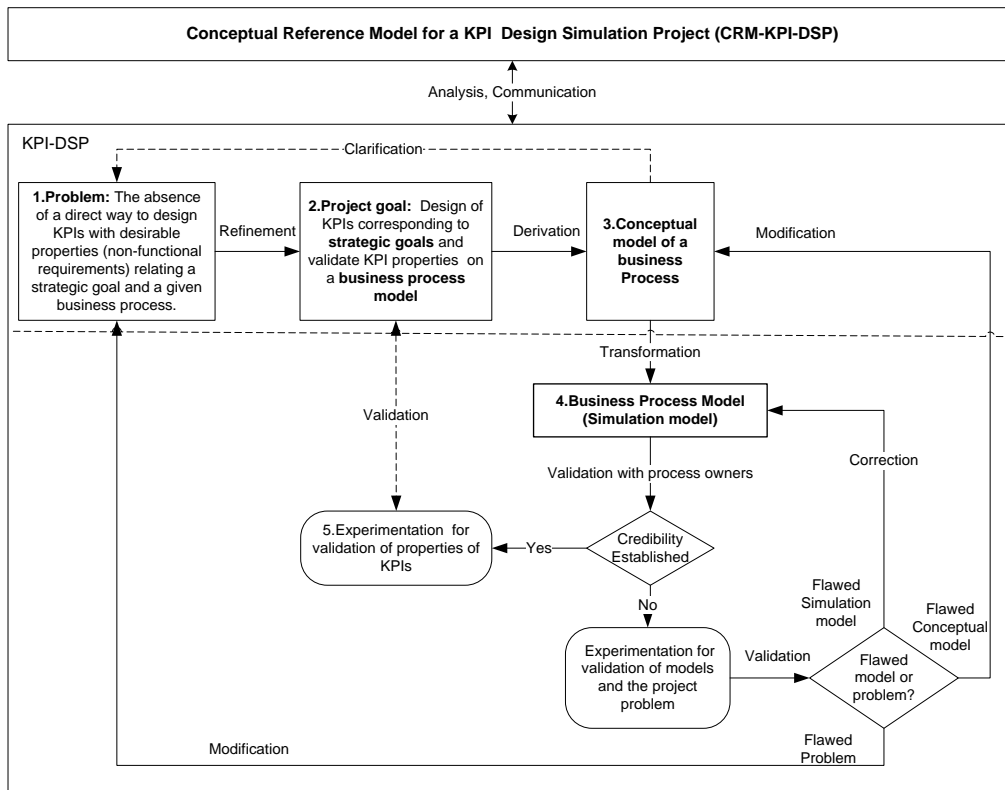 Conceptual Reference Model for a KPI Design Simulation Project (CRM-KPI-DSP)
Analysis, Communication
KPI-DSP
Clarification
1.Problem: The absence
of a direct way to design
KPIs with desirable
properties (non-functional
requirements) relating a
strategic goal and a given
business process.
Refinement
2.Project goal: Design of
KPIs corresponding to
strategic goals and
validate KPI properties on
a business process
model
Derivation
3.Conceptual
model of a
business
Process
Modification
Transformation
4.Business Process Model
(Simulation model)
Validation
Correction
Validation with process owners
5.Experimentation for
validation of properties of
KPIs
Yes
Credibility
Established
No
Flawed
Simulation
model
Flawed
Conceptual
model
Experimentation for
validation of models
and the project
problem
Validation
Flawed
model or
problem?
Modification
Flawed
Problem